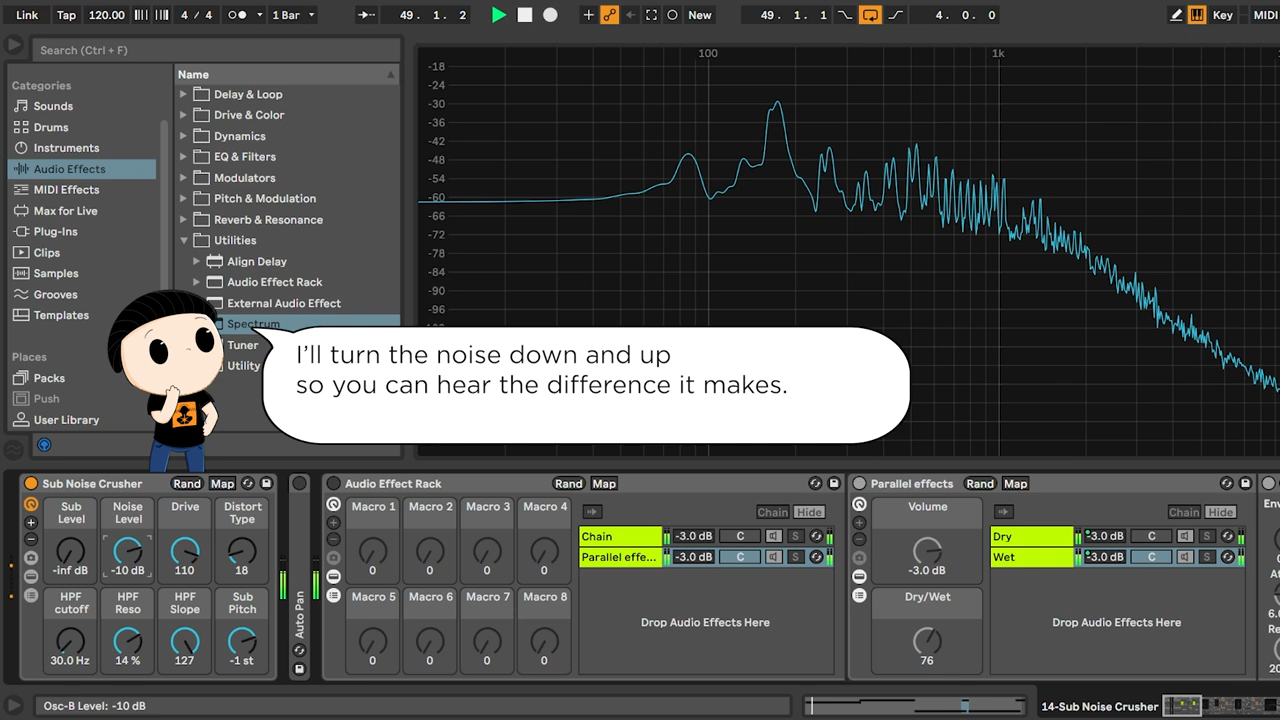 Link Tap 120.00 4 / 4 1 Bar 49. 1. 2 New 49. 1. 1 4. 0. 0 Key MIDI
Search (Ctrl + F)
Categories
Sounds
Drums
Instruments
Audio Effects
MIDI Effects
Max for Live
Plug-Ins
Clips
Samples
Grooves
Templates
Places
Packs
Push
User Library
Name
Delay & Loop
Drive & Color
Dynamics
EQ & Filters
Modulators
Pitch & Modulation
Reverb & Resonance
Utilities
Align Delay
Audio Effect Rack
External Audio Effect
Spectrum
Tuner
Utility
100 1k
-18
-24
-30
-36
-42
-48
-54
-60
-66
-72
-78
-84
-90
-96
I'll turn the noise down and up
so you can hear the difference it makes.
Sub Noise Crusher Rand Map
Sub Level Noise Level Drive Distort Type
-inf dB -10 dB 110 18
HPF cutoff HPF Reso HPF Slope Sub Pitch
30.0 Hz 14 % 127 -1 st
Auto Pan
Audio Effect Rack Rand Map
Macro 1 Macro 2 Macro 3 Macro 4
0 0 0 0
Macro 5 Macro 6 Macro 7 Macro 8
0 0 0 0
Chain Hide
Chain -3.0 dB C S
Parallel effe... -3.0 dB C S
Drop Audio Effects Here
Parallel effects Rand Map
Volume
-3.0 dB
Dry/Wet
76
Chain Hide
Dry -3.0 dB C S
Wet -3.0 dB C S
Drop Audio Effects Here
Osc-B Level: -10 dB
14-Sub Noise Crusher